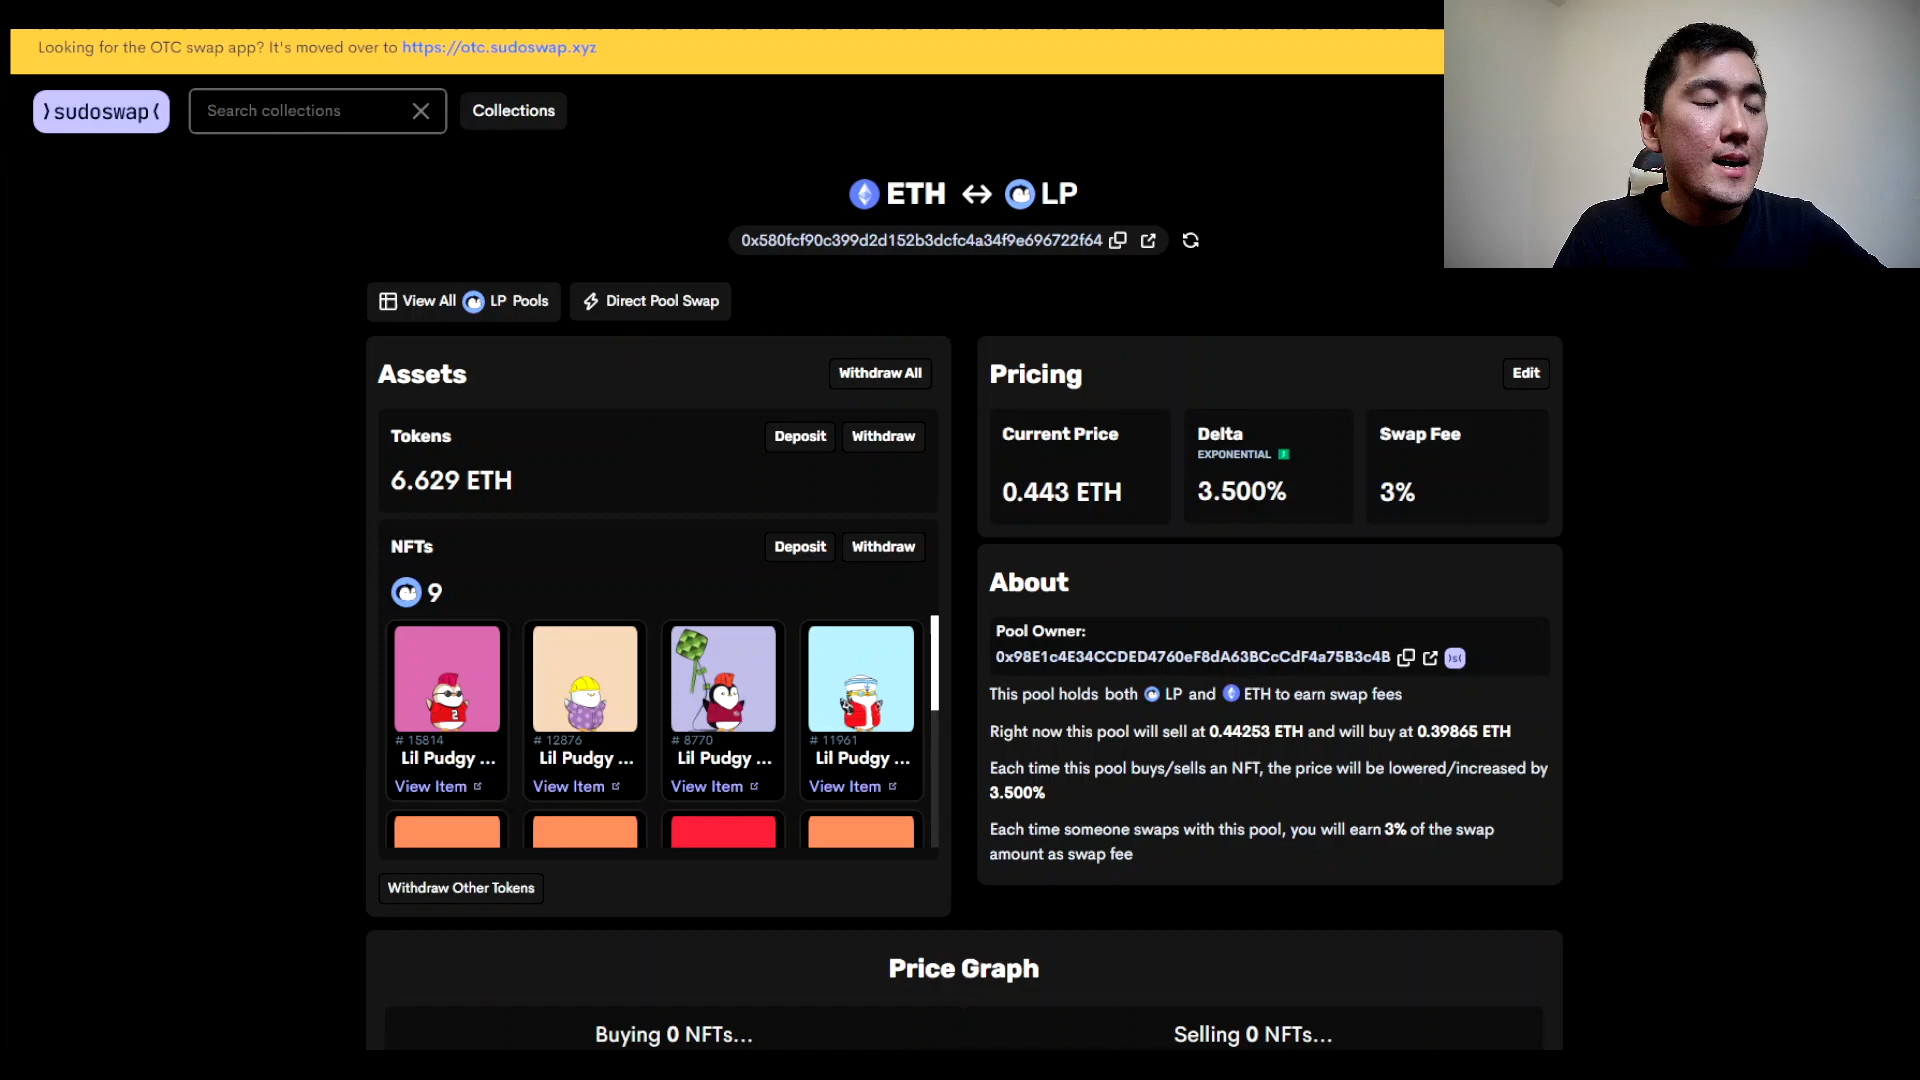 Looking for the OTC swap app? It's moved over to https://otc.sudoswap.xyz
)sudoswap(
Search collections
Collections
ETH ↔ LP
0x580fcf90c399d2d152b3dcfc4a34f9e696722f64
View All LP Pools
Direct Pool Swap
Assets
Withdraw All
Tokens
Deposit
Withdraw
6.629 ETH
NFTs
Deposit
Withdraw
9
# 15814
Lil Pudgy ...
View Item
# 12876
Lil Pudgy ...
View Item
# 8770
Lil Pudgy ...
View Item
# 11961
Lil Pudgy ...
View Item
Withdraw Other Tokens
Pricing
Edit
Current Price
0.443 ETH
Delta
EXPONENTIAL
3.500%
Swap Fee
3%
About
Pool Owner:
0x98E1c4E34CCDED4760eF8dA63BCcCdF4a75B3c4B
)s(
This pool holds both LP and ETH to earn swap fees
Right now this pool will sell at 0.44253 ETH and will buy at 0.39865 ETH
Each time this pool buys/sells an NFT, the price will be lowered/increased by
3.500%
Each time someone swaps with this pool, you will earn 3% of the swap
amount as swap fee
Price Graph
Buying 0 NFTs...
Selling 0 NFTs...